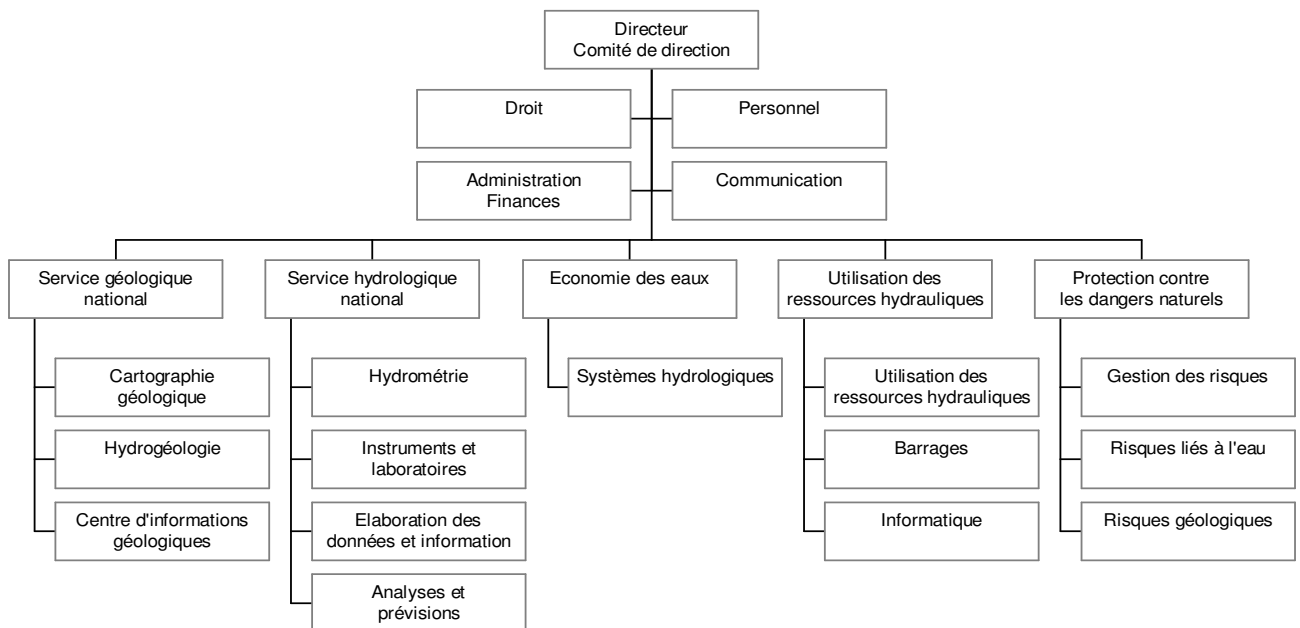 Directeur
Comité de direction
Droit
Personnel
Administration
Finances
Communication
Service géologique
national
Service hydrologique
national
Economie des eaux
Utilisation des
ressources hydrauliques
Protection contre
les dangers naturels
Cartographie
géologique
Hydrogéologie
Centre d'informations
géologiques
Hydrométrie
Instruments et
laboratoires
Elaboration des
données et information
Analyses et
prévisions
Systèmes hydrologiques
Utilisation des
ressources hydrauliques
Barrages
Informatique
Gestion des risques
Risques liés à l'eau
Risques géologiques